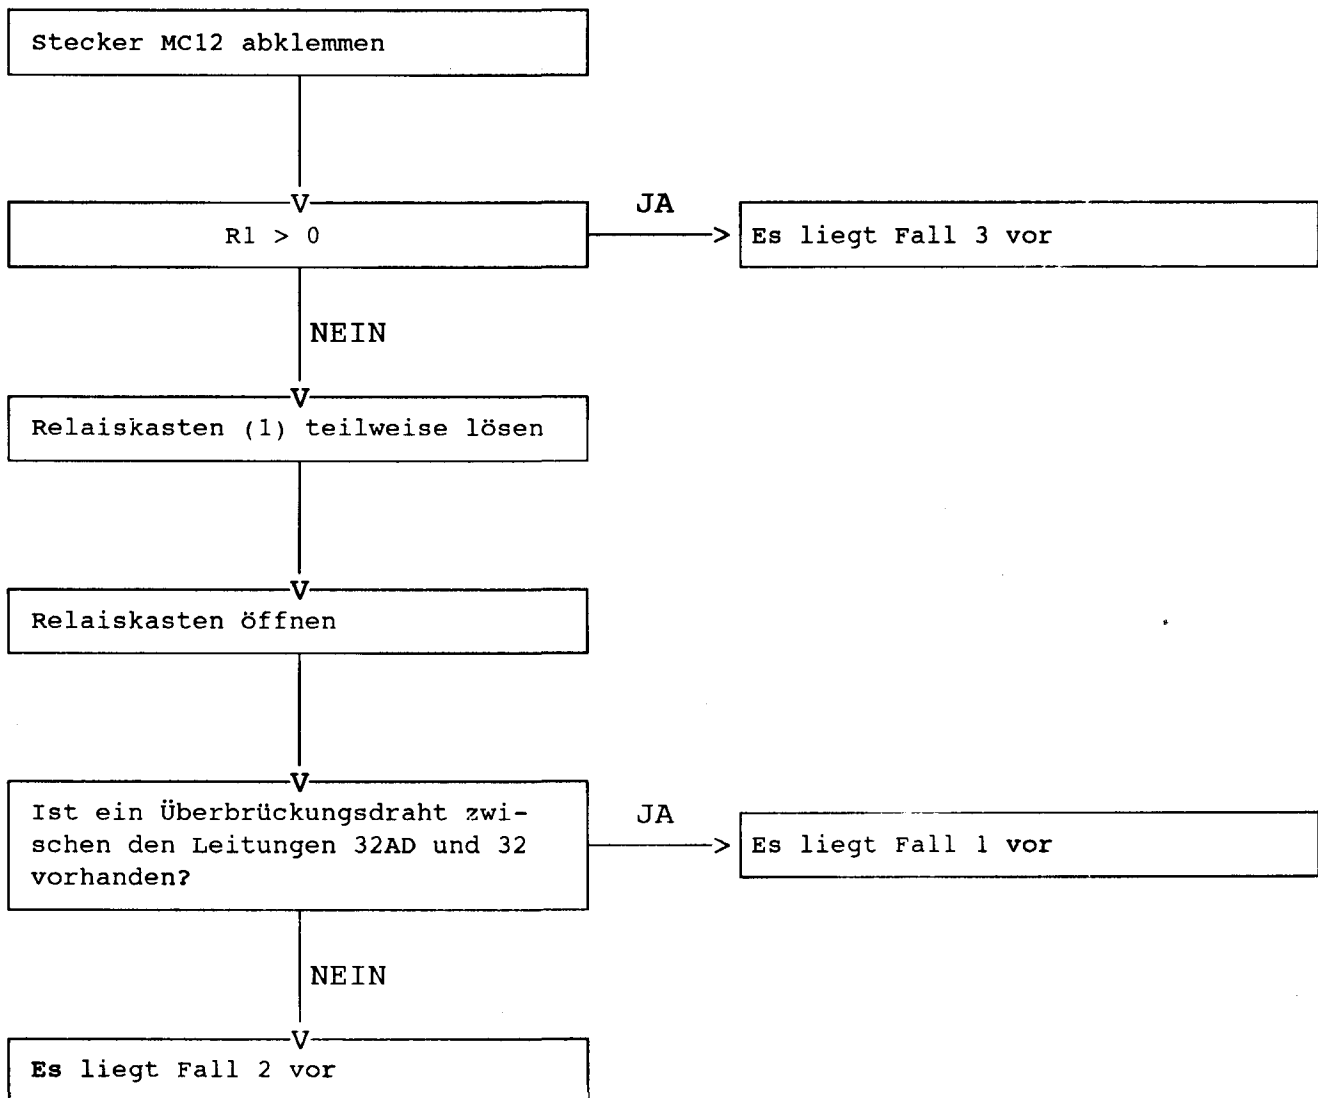 Stecker MC12 abklemmen
V
JA
R1 > 0
> Es liegt Fall 3 vor
NEIN
V
Relaiskasten (1) teilweise lösen
V
Relaiskasten öffnen
V
Ist ein Überbrückungsdraht zwi-
schen den Leitungen 32AD und 32
vorhanden?
JA
> Es liegt Fall 1 vor
NEIN
V
Es liegt Fall 2 vor